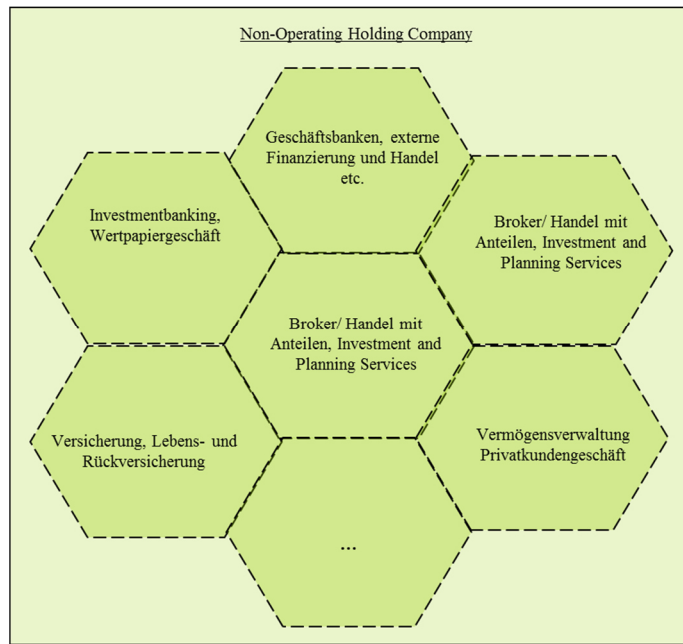 Non-Operating Holding Company
Geschäftsbanken, externe
Finanzierung und Handel
etc.
Investmentbanking,
Wertpapiergeschäft
Broker/ Handel mit
Anteilen, Investment and
Planning Services
Broker/ Handel mit
Anteilen, Investment and
Planning Services
Versicherung, Lebens- und
Rückversicherung
Vermögensverwaltung
Privatkundengeschäft
...